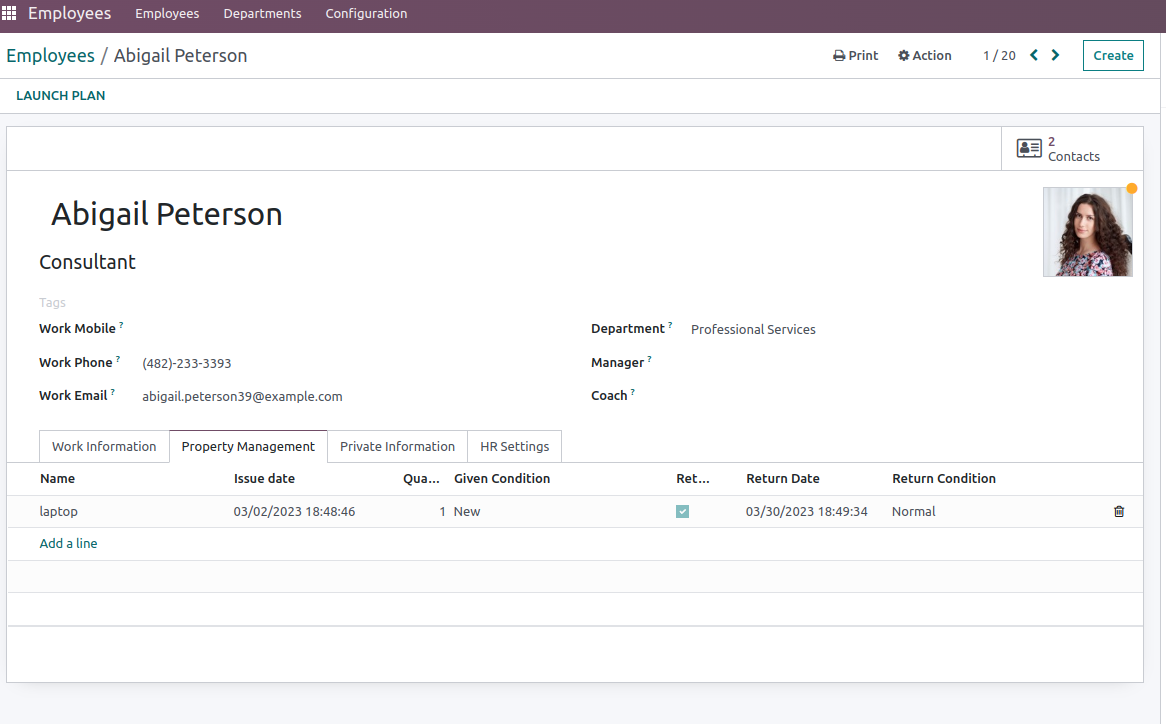 Employees Employees Departments Configuration
Employees / Abigail Peterson Print Action 1 / 20 Create
LAUNCH PLAN
2
Contacts
Abigail Peterson
Consultant
Tags
Work Mobile ? Department ? Professional Services
Work Phone ? (482)-233-3393 Manager ?
Work Email ? abigail.peterson39@example.com Coach ?
Work Information Property Management Private Information HR Settings
Name Issue date Qua... Given Condition Ret... Return Date Return Condition
laptop 03/02/2023 18:48:46 1 New 03/30/2023 18:49:34 Normal
Add a line